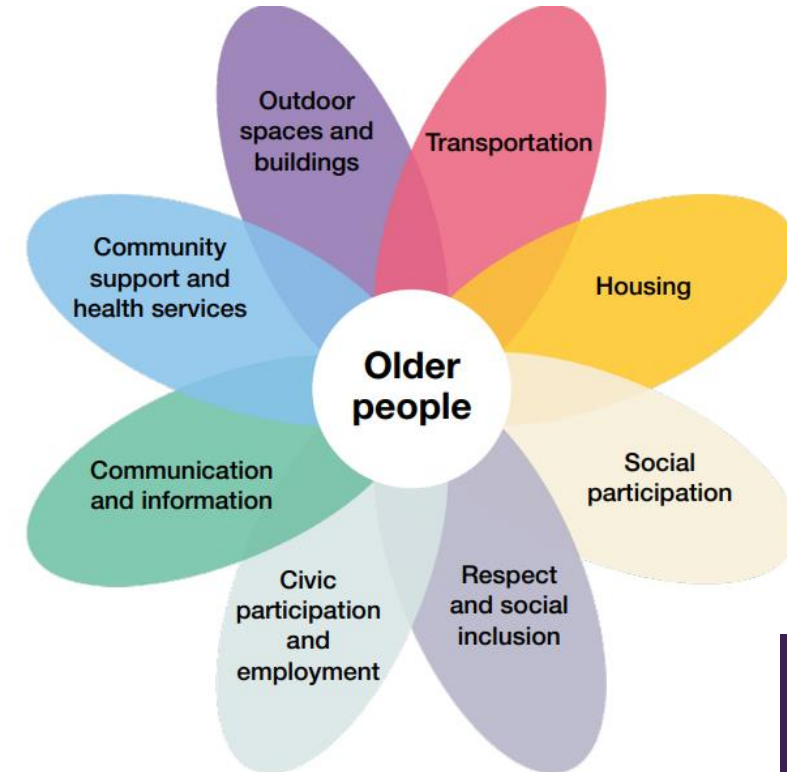 Outdoor
spaces and
buildings
Transportation
Housing
Social
participation
Respect
and social
inclusion
Civic
participation
and
employment
Communication
and information
Community
support and
health services
Older
people